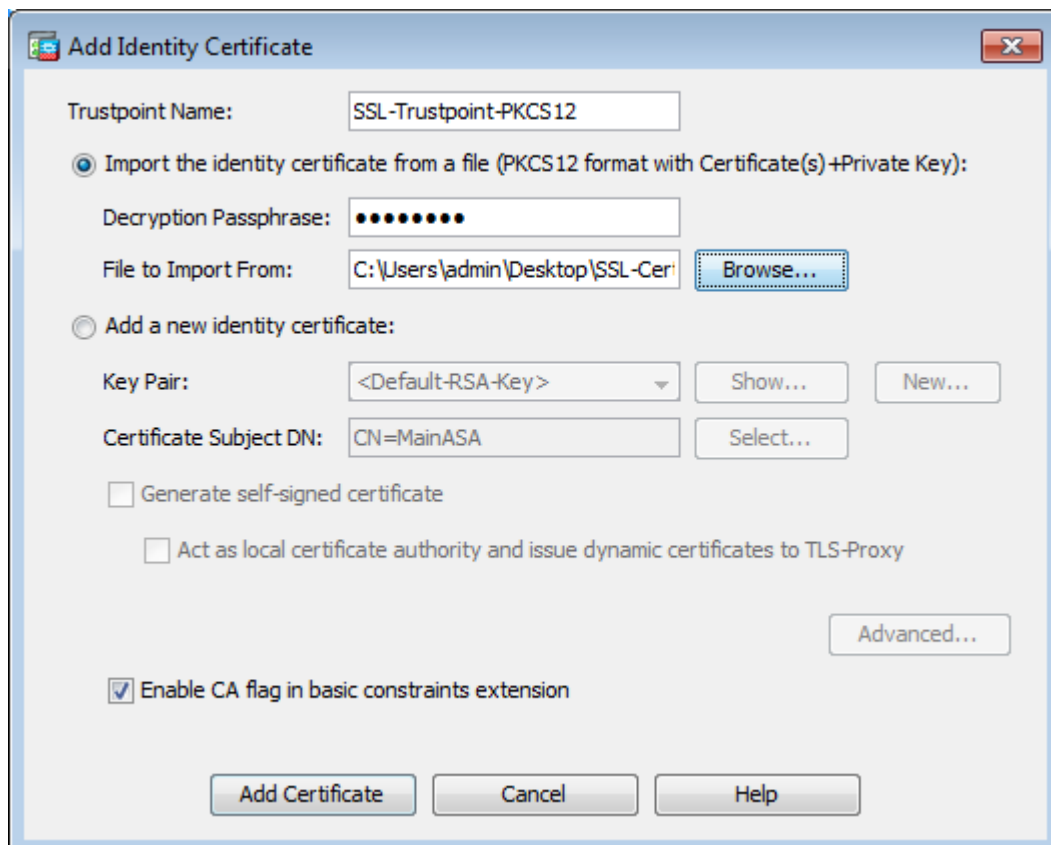 Add Identity Certificate
Trustpoint Name: SSL-Trustpoint-PKCS12
Import the identity certificate from a file (PKCS12 format with Certificate(s)+Private Key):
Decryption Passphrase: ●●●●●●●●
File to Import From: C:\Users\admin\Desktop\SSL-Cert Browse...
Add a new identity certificate:
Key Pair: <Default-RSA-Key> Show... New...
Certificate Subject DN: CN=MainASA Select...
Generate self-signed certificate
Act as local certificate authority and issue dynamic certificates to TLS-Proxy
Advanced...
Enable CA flag in basic constraints extension
Add Certificate Cancel Help